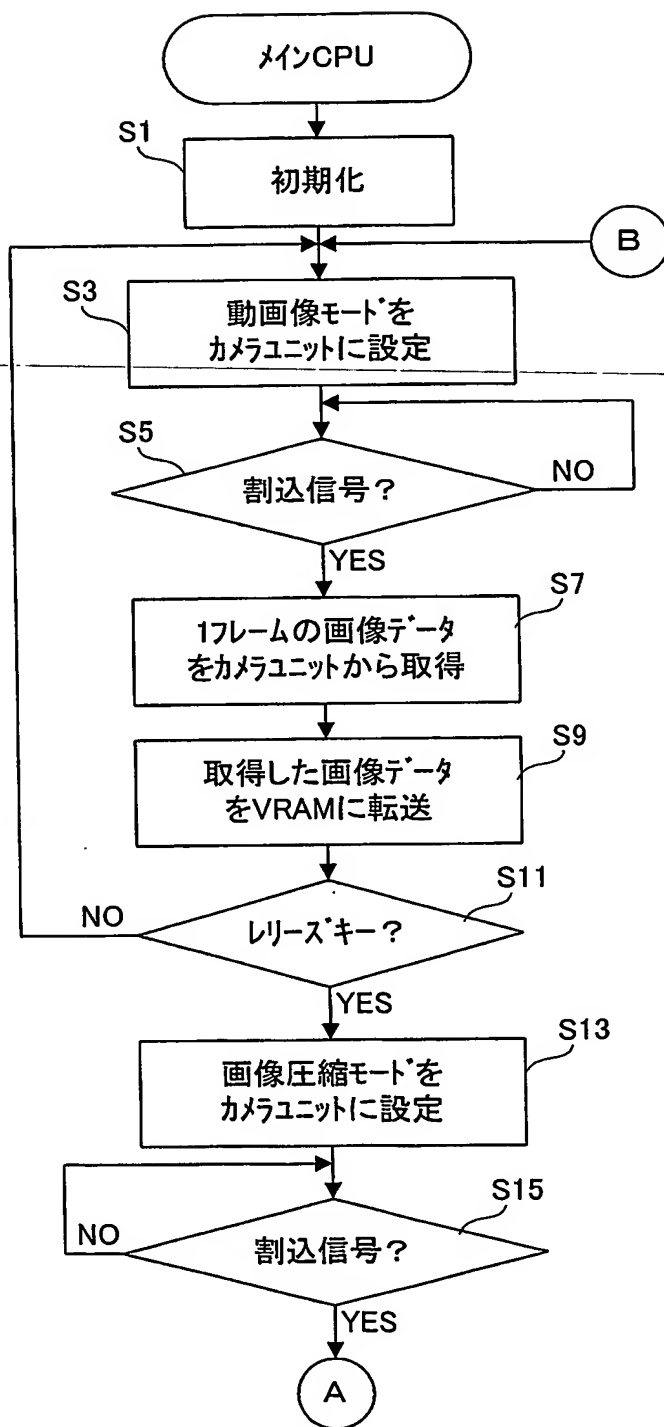 メインCPU
S1
初期化
B
S3
動画像モードを
カメラユニットに設定
S5
割込信号？
NO
YES
S7
1フレームの画像データ
をカメラユニットから取得
S9
取得した画像データ
をVRAMに転送
S11
NO
レリーズキー？
YES
S13
画像圧縮モードを
カメラユニットに設定
S15
NO
割込信号？
YES
A